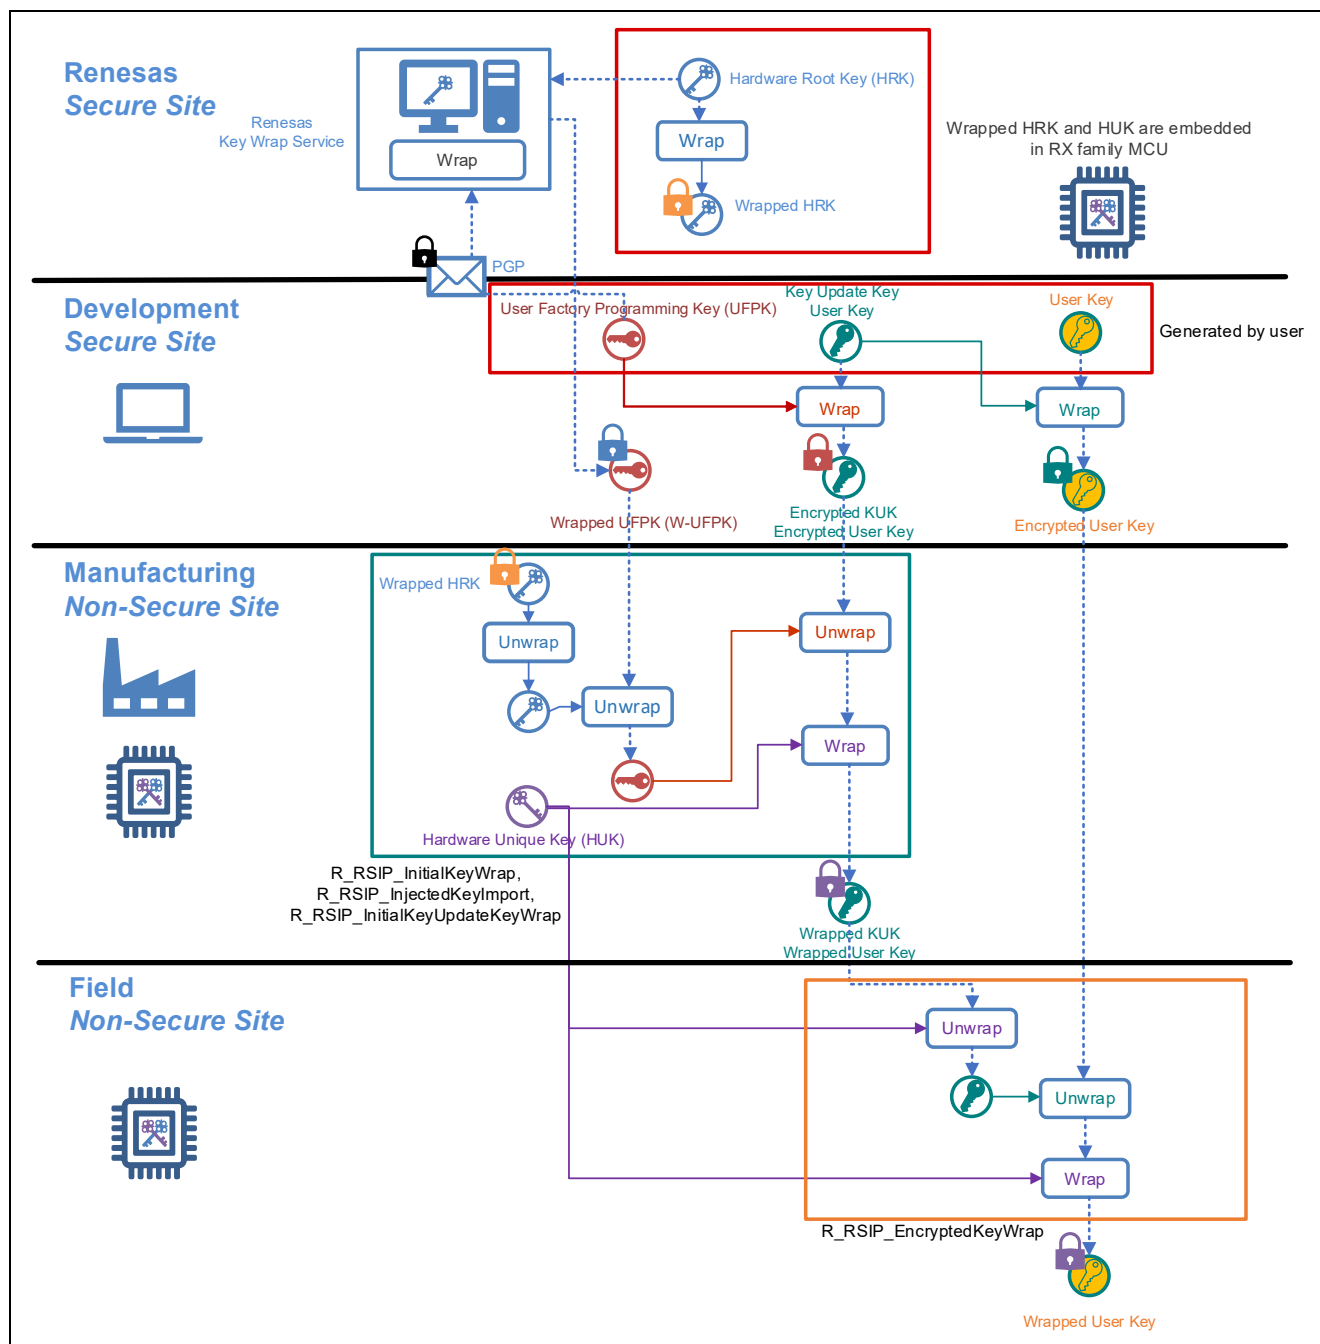 Renesas
Secure Site
Renesas
Key Wrap Service
Wrap
Hardware Root Key (HRK)
Wrap
Wrapped HRK
Wrapped HRK and HUK are embedded
in RX family MCU
PGP
Development
Secure Site
User Factory Programming Key (UFPK)
Key Update Key
User Key
User Key
Generated by user
Wrap
Wrap
Wrapped UFPK (W-UFPK)
Encrypted KUK
Encrypted User Key
Encrypted User Key
Manufacturing
Non-Secure Site
Wrapped HRK
Unwrap
Unwrap
Unwrap
Wrap
Hardware Unique Key (HUK)
R_RSIP_InitialKeyWrap,
R_RSIP_InjectedKeyImport,
R_RSIP_InitialKeyUpdateKeyWrap
Wrapped KUK
Wrapped User Key
Field
Non-Secure Site
Unwrap
Unwrap
Wrap
R_RSIP_EncryptedKeyWrap
Wrapped User Key